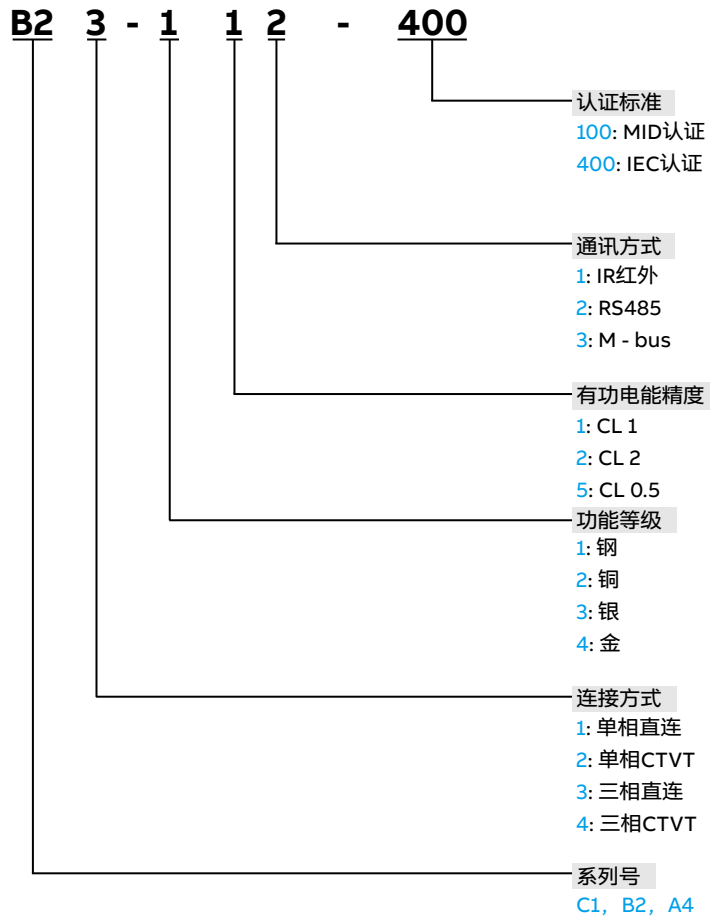 B2 3 - 1 1 2 - 400
认证标准
100: MID认证
400: IEC认证
通讯方式
1: IR红外
2: RS485
3: M - bus
有功电能精度
1: CL 1
2: CL 2
5: CL 0.5
功能等级
1: 钢
2: 铜
3: 银
4: 金
连接方式
1: 单相直连
2: 单相CTVT
3: 三相直连
4: 三相CTVT
系列号
C1, B2, A4